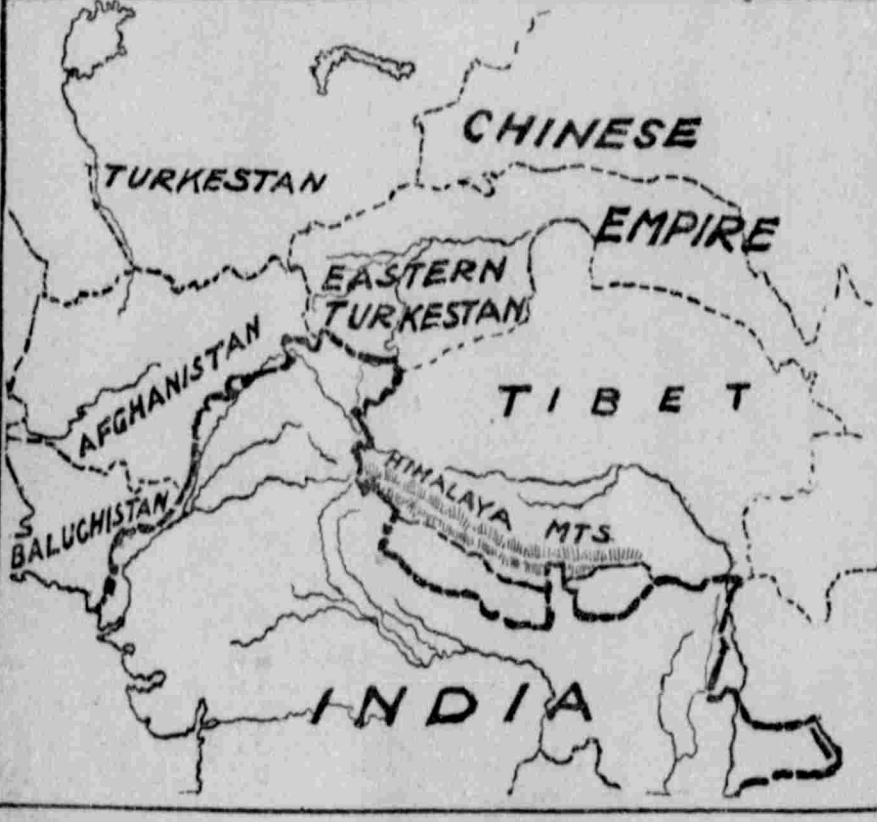 CHINESE
TURKESTAN
EMPIRE
EASTERN
TURKESTAN
AFGHANISTAN
TIBET
HIMALAYA
MTS.
BALUCHISTAN
INDIA